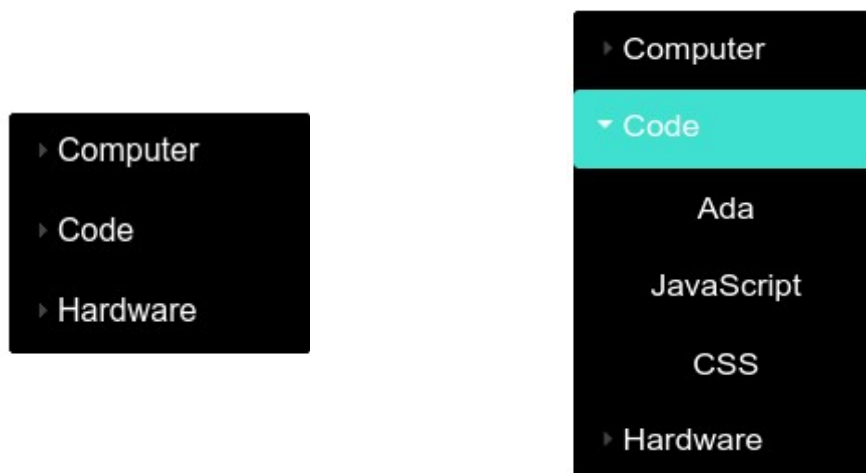 Computer
Code
Hardware
Computer
Code
Ada
JavaScript
CSS
Hardware